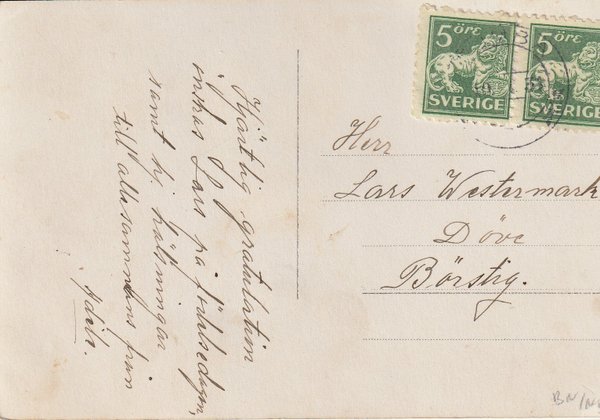 Hjärtlig gratulation
önskas Lars på födelsedagen,
samt hj. hälsningar
till allesammans från
5 ÖRE
SVERIGE
5 ÖRE
SVERIGE
Herr
Lars Westermark
Döve
Börstig.